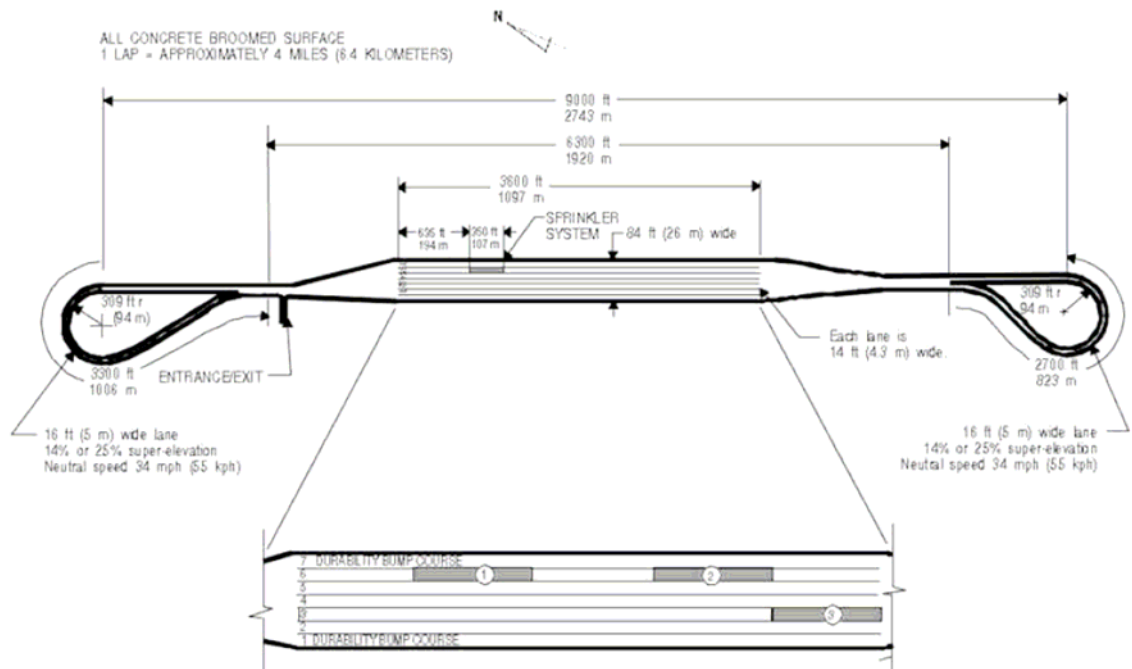 N
ALL CONCRETE BROOMED SURFACE
1 LAP = APPROXIMATELY 4 MILES (6.4 KILOMETERS)
9000 ft
2743 m
6300 ft
1920 m
3600 ft
1097 m
635 ft
194 m
350 ft
107 m
SPRINKLER
SYSTEM
84 ft (26 m) wide
309 ft r
(94 m)
309 ft r
94 m
Each lane is
14 ft (4.3 m) wide.
3300 ft
1006 m
ENTRANCE/EXIT
2700 ft
823 m
16 ft (5 m) wide lane
14% or 25% super-elevation
Neutral speed 34 mph (55 kph)
16 ft (5 m) wide lane
14% or 25% super-elevation
Neutral speed 34 mph (55 kph)
7 DURABILITY BUMP COURSE
6
1
2
5
4
3
2
1 DURABILITY BUMP COURSE